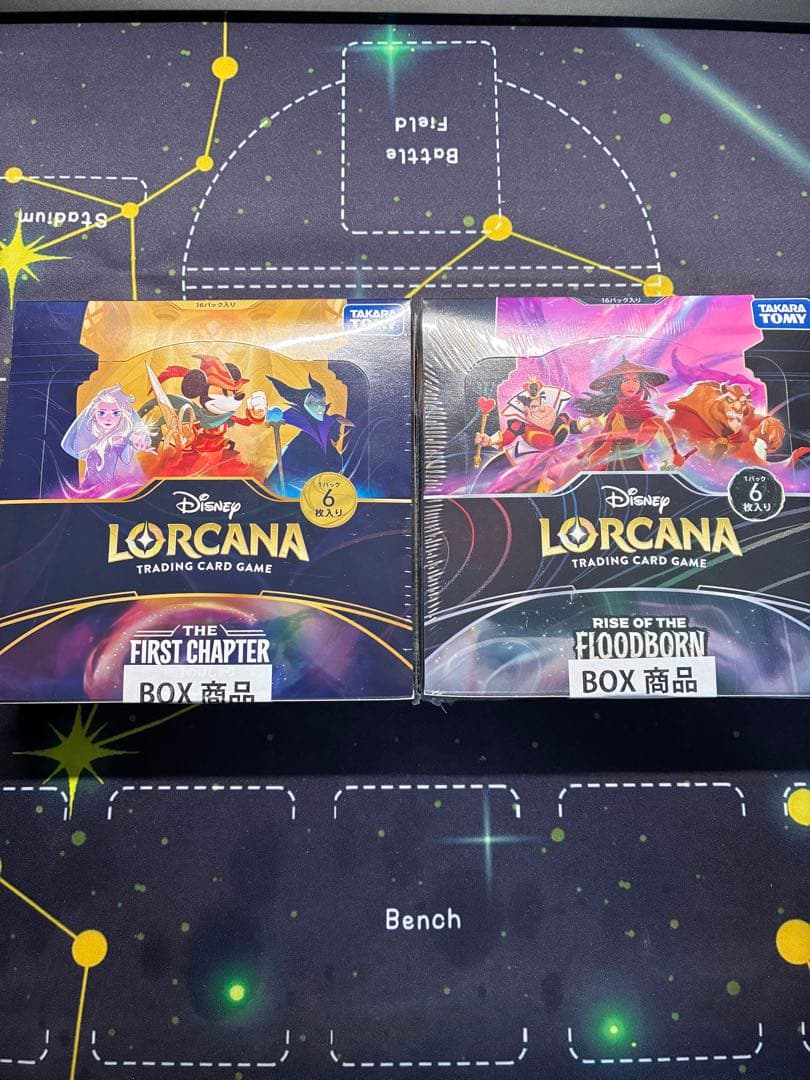 Battle
Field
Stadium
16パック入り
TAKARA
TOMY
1パック
6
枚入り
Disney
LORCANA
TRADING CARD GAME
THE
FIRST CHAPTER
BOX 商品
16パック入り
TAKARA
TOMY
1パック
6
枚入り
Disney
LORCANA
TRADING CARD GAME
RISE OF THE
FLOODBORN
BOX 商品
Bench